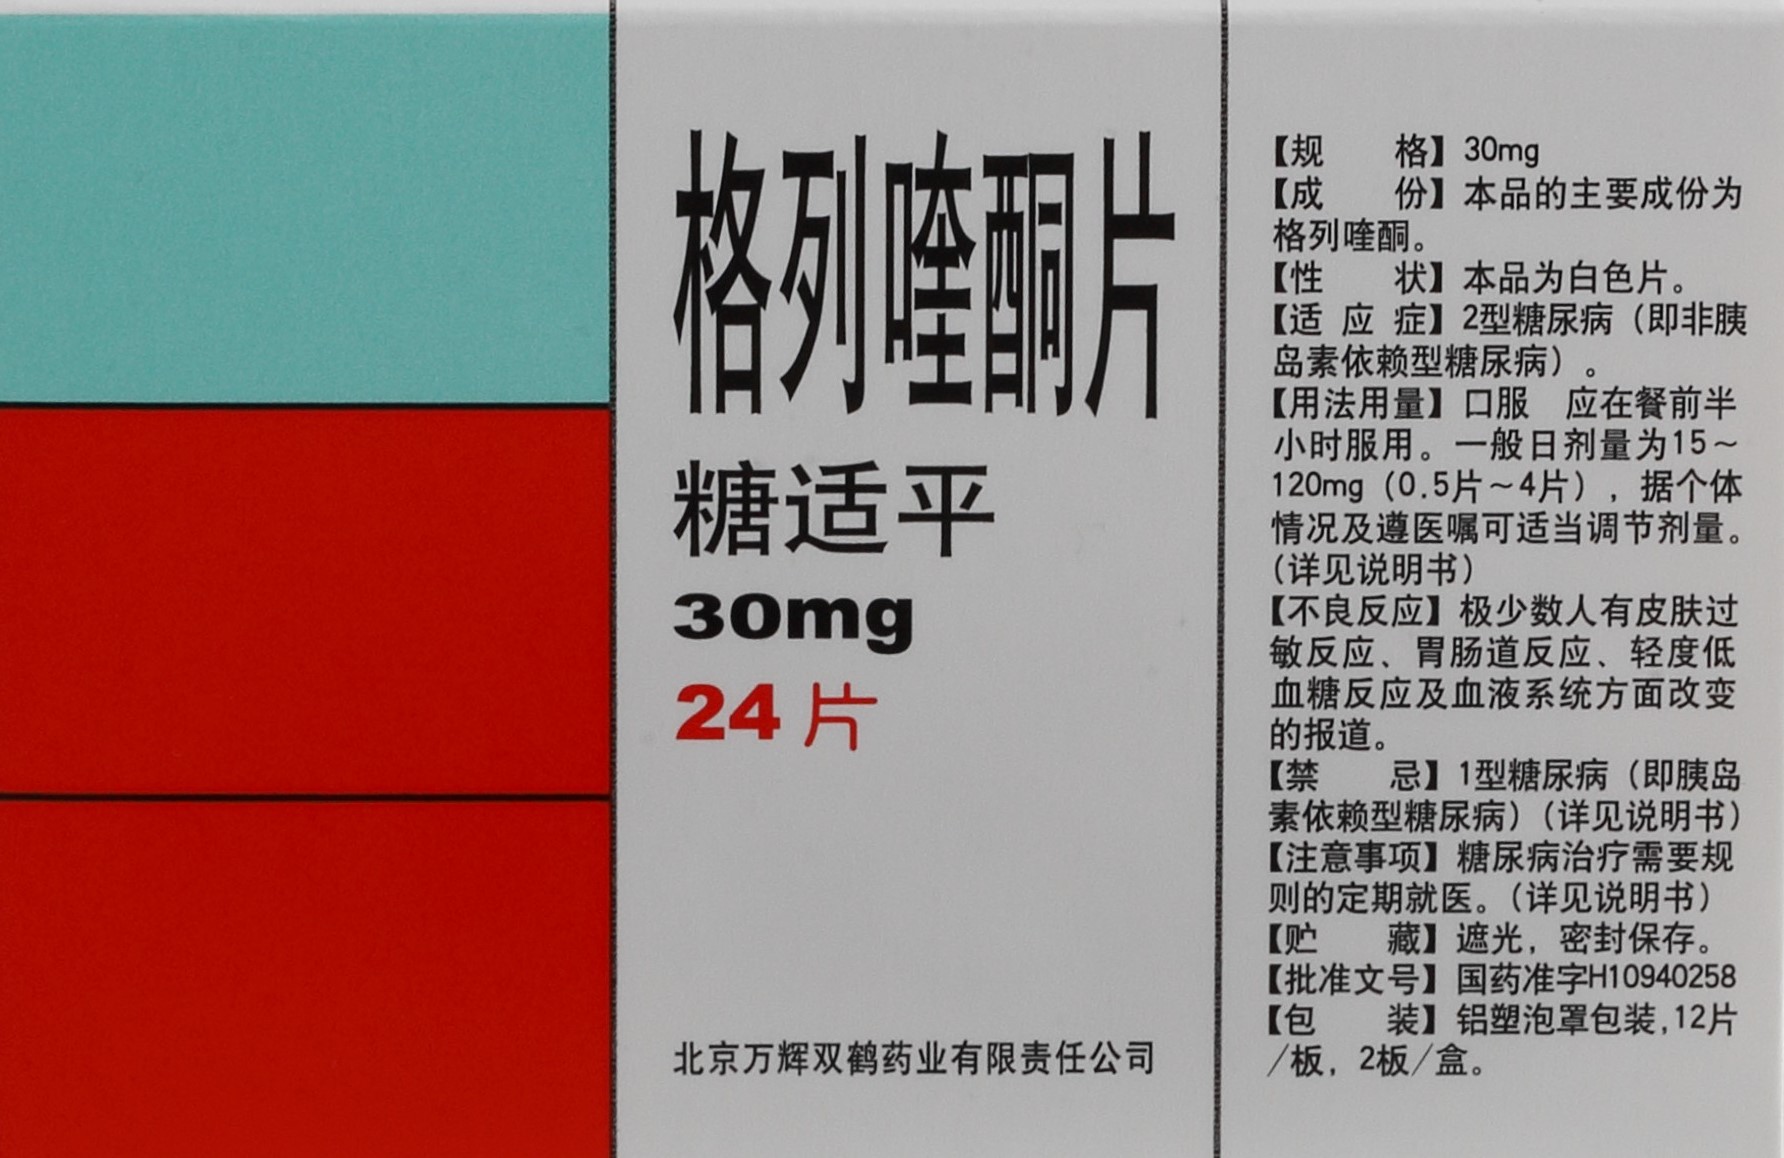 格列喹酮片
糖适平
30mg
24片
北京万辉双鹤药业有限责任公司
【规　　格】30mg
【成　　份】本品的主要成份为
格列喹酮。
【性　　状】本品为白色片。
【适 应 症】2型糖尿病（即非胰
岛素依赖型糖尿病）。
【用法用量】口服　应在餐前半
小时服用。一般日剂量为15～
120mg（0.5片～4片），据个体
情况及遵医嘱可适当调节剂量。
（详见说明书）
【不良反应】极少数人有皮肤过
敏反应、胃肠道反应、轻度低
血糖反应及血液系统方面改变
的报道。
【禁　　忌】1型糖尿病（即胰岛
素依赖型糖尿病）（详见说明书）
【注意事项】糖尿病治疗需要规
则的定期就医。（详见说明书）
【贮　　藏】遮光，密封保存。
【批准文号】国药准字H10940258
【包　　装】铝塑泡罩包装,12片
/板，2板/盒。